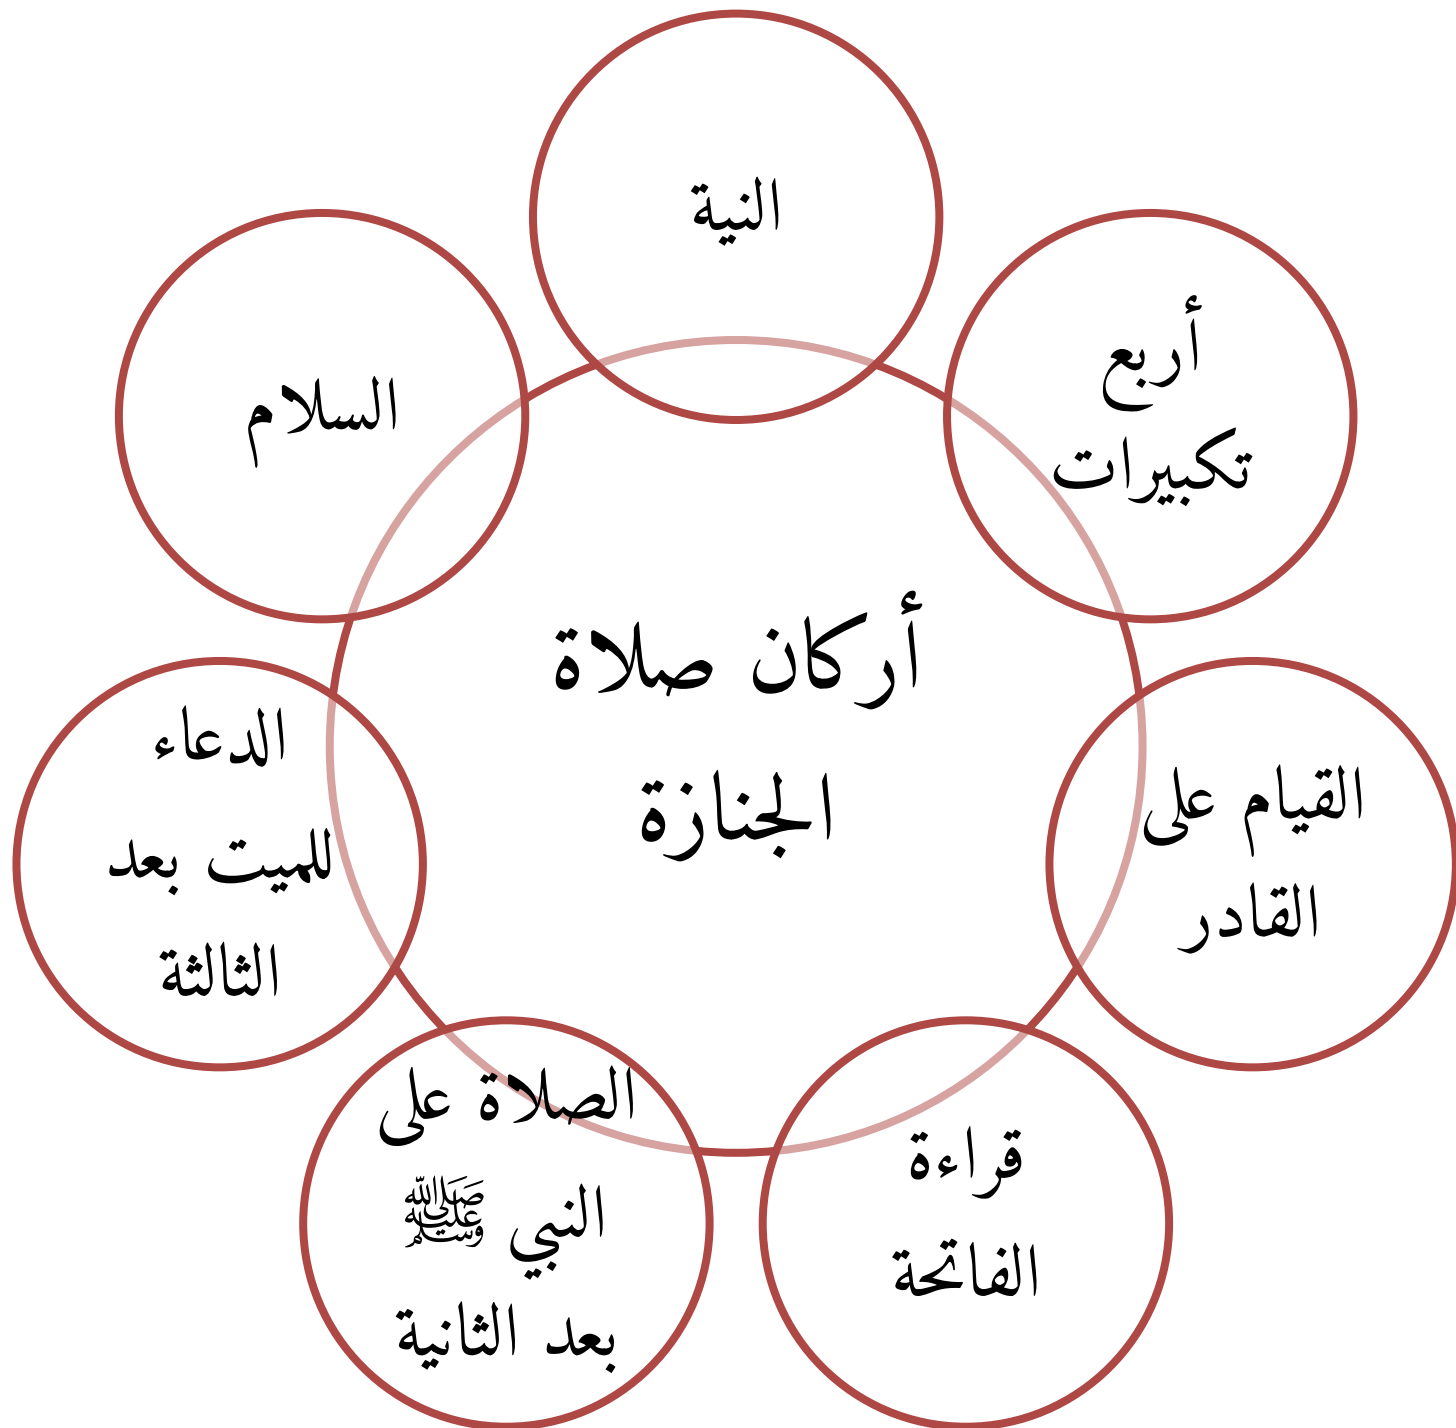 أركان صلاة
الجنازة
النية
أربع
تكبيرات
القيام على
القادر
قراءة
الفاتحة
الصلاة على
النبي ﷺ
بعد الثانية
الدعاء
للميت بعد
الثالثة
السلام